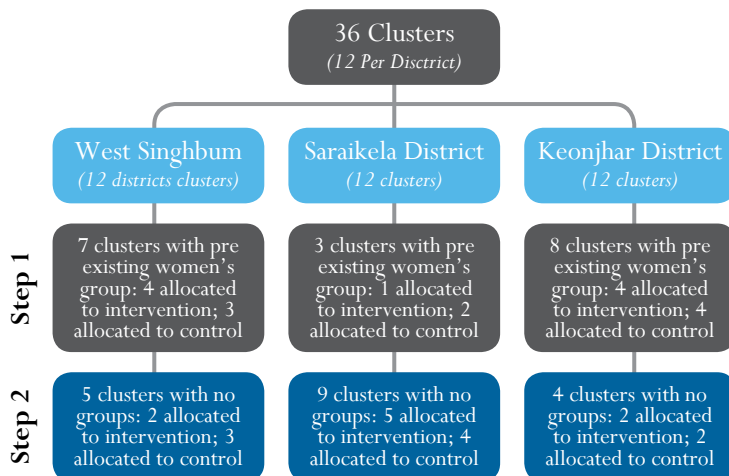 36 Clusters
(12 Per Disctrict)
West Singhbum
(12 districts clusters)
Saraikela District
(12 clusters)
Keonjhar District
(12 clusters)
Step 1
7 clusters with pre
existing women's
group: 4 allocated
to intervention; 3
allocated to control
3 clusters with pre
existing women's
group: 1 allocated
to intervention; 2
allocated to control
8 clusters with pre
existing women's
group: 4 allocated
to intervention; 4
allocated to control
Step 2
5 clusters with no
groups: 2 allocated
to intervention; 3
allocated to control
9 clusters with no
groups: 5 allocated
to intervention; 4
allocated to control
4 clusters with no
groups: 2 allocated
to intervention; 2
allocated to control